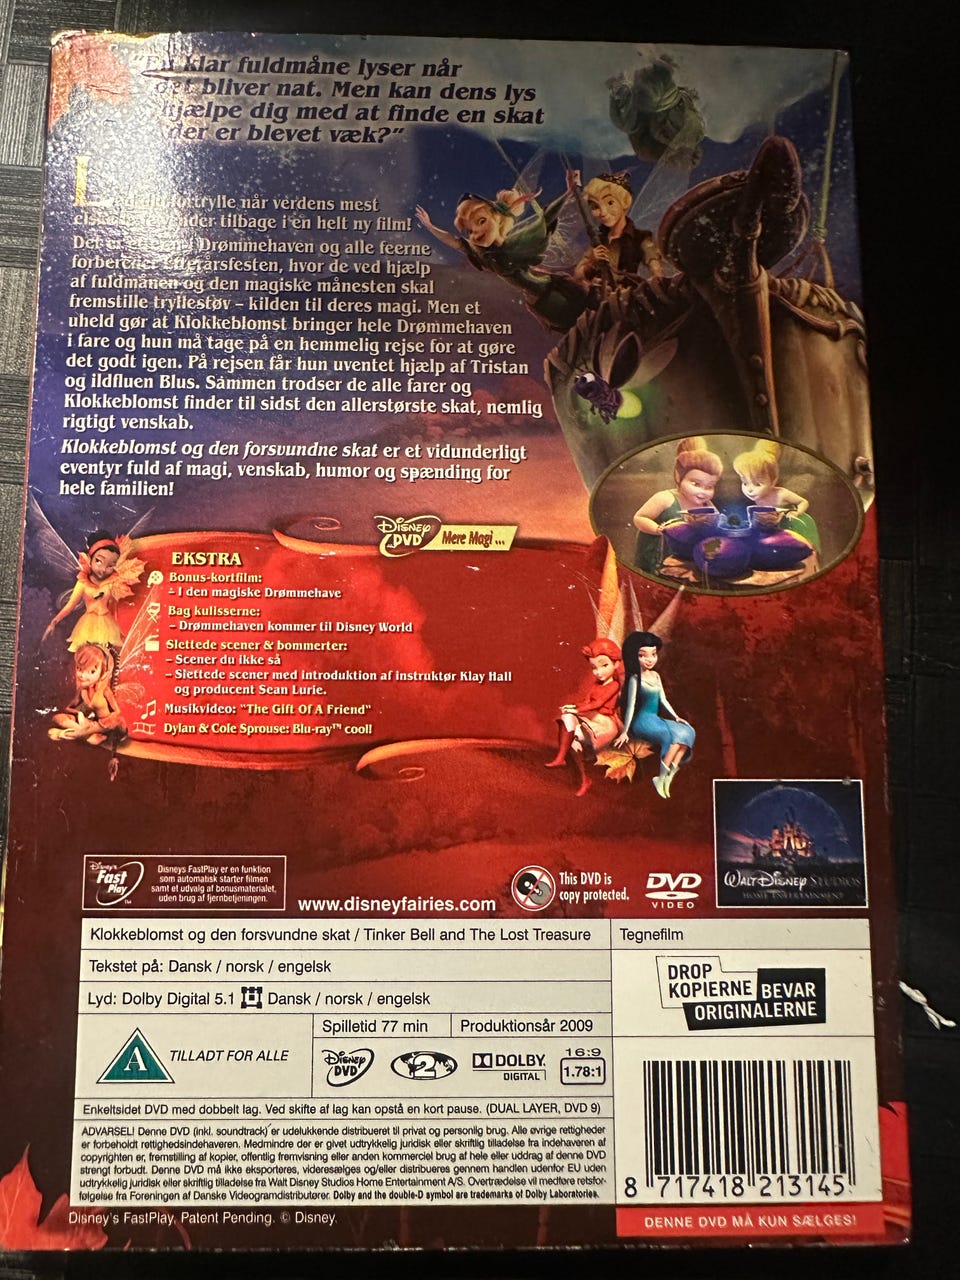 klar fuldmåne lyser når
det bliver nat. Men kan dens lys
hjælpe dig med at finde en skat
der er blevet væk?"
fortrylle når verdens mest
vender tilbage i en helt ny film!
Det er Drømmehaven og alle feerne
forbereder efterårsfesten, hvor de ved hjælp
af fuldmånen og den magiske månesten skal
fremstille tryllestøv – kilden til deres magi. Men et
uheld gør at Klokkeblomst bringer hele Drømmehaven
i fare og hun må tage på en hemmelig rejse for at gøre
det godt igen. På rejsen får hun uventet hjælp af Tristan
og ildfluen Blus. Sammen trodser de alle farer og
Klokkeblomst finder til sidst den allerstørste skat, nemlig
rigtigt venskab.
Klokkeblomst og den forsvundne skat er et vidunderligt
eventyr fuld af magi, venskab, humor og spænding for
hele familien!
Disney DVD Mere Magi ...
EKSTRA
Bonus-kortfilm:
– I den magiske Drømmehave
Bag kulisserne:
– Drømmehaven kommer til Disney World
Slettede scener & bommerter:
– Scener du ikke så
– Slettede scener med introduktion af instruktør Klay Hall
og producent Sean Lurie.
Musikvideo: "The Gift Of A Friend"
Dylan & Cole Sprouse: Blu-ray™ cool!
Disney's Fast Play™
Disneys FastPlay er en funktion
som automatisk starter filmen
samt et udvalg af bonusmaterialet,
uden brug af fjernbetjeningen.
www.disneyfairies.com
This DVD is
copy protected.
DVD VIDEO
WALT DISNEY STUDIOS
HOME ENTERTAINMENT
Klokkeblomst og den forsvundne skat / Tinker Bell and The Lost Treasure
Tegnefilm
Tekstet på: Dansk / norsk / engelsk
Lyd: Dolby Digital 5.1 Dansk / norsk / engelsk
DROP
KOPIERNE BEVAR
ORIGINALERNE
Spilletid 77 min
Produktionsår 2009
A TILLADT FOR ALLE
Disney DVD
2
DOLBY DIGITAL
16:9
1.78:1
Enkeltsidet DVD med dobbelt lag. Ved skifte af lag kan opstå en kort pause. (DUAL LAYER, DVD 9)
ADVARSEL! Denne DVD (inkl. soundtrack) er udelukkende distribueret til privat og personlig brug. Alle øvrige rettigheder
er forbeholdt rettighedsindehaveren. Medmindre der er givet udtrykkelig juridisk eller skriftlig tilladelse fra indehaveren af
copyrighten er, fremstilling af kopier, offentlig fremvisning eller anden kommerciel brug af hele eller uddrag af denne DVD
strengt forbudt. Denne DVD må ikke eksporteres, videresælges og/eller distribueres gennem handlen udenfor EU uden
udtrykkelig juridisk eller skriftlig tilladelse fra Walt Disney Studios Home Entertainment A/S. Overtrædelse vil medføre retsfor-
følgelse fra Foreningen af Danske Videogramdistributører. Dolby and the double-D symbol are trademarks of Dolby Laboratories.
8 717418 213145
Disney's FastPlay. Patent Pending. © Disney.
DENNE DVD MÅ KUN SÆLGES!